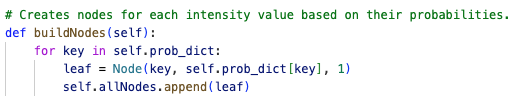 # Creates nodes for each intensity value based on their probabilities.
def buildNodes(self):
    for key in self.prob_dict:
        leaf = Node(key, self.prob_dict[key], 1)
        self.allNodes.append(leaf)